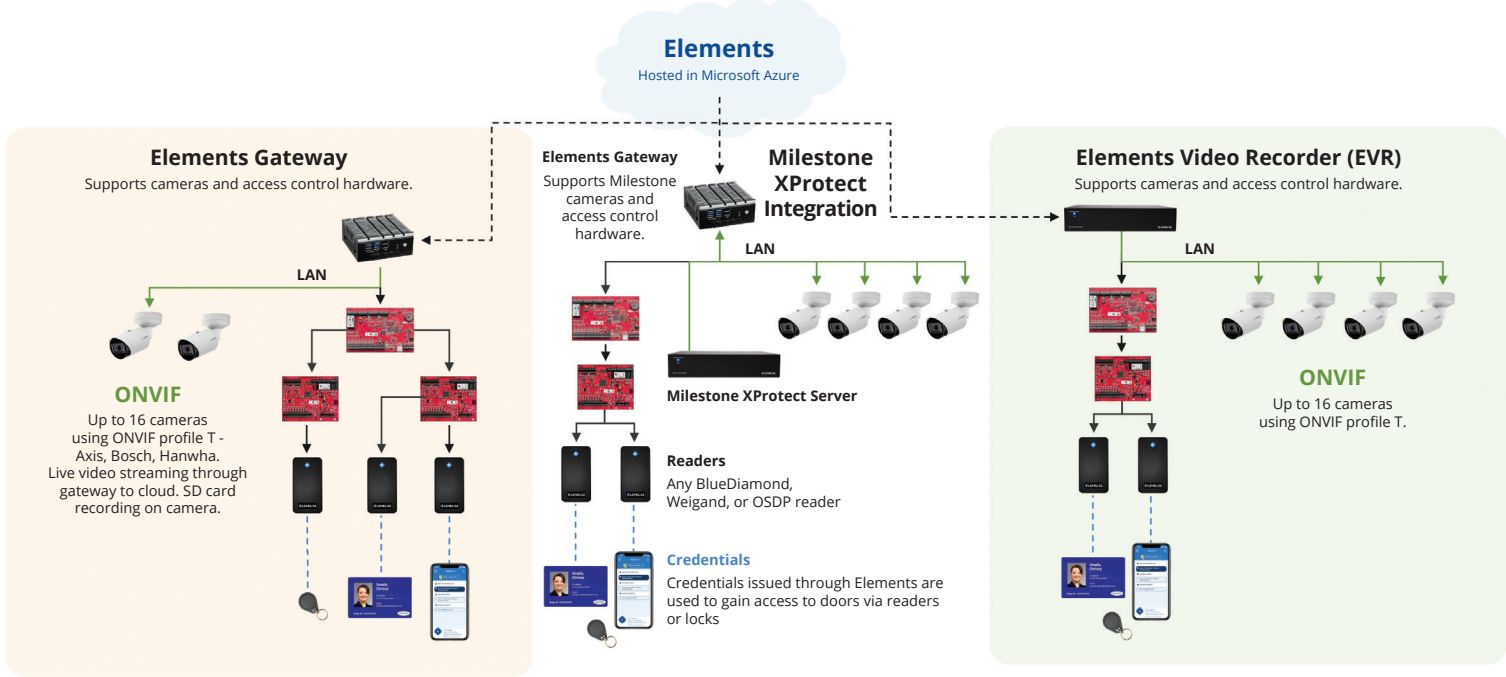 Elements
Hosted in Microsoft Azure
Elements Gateway
Supports cameras and access control hardware.
LAN
ONVIF
Up to 16 cameras
using ONVIF profile T -
Axis, Bosch, Hanwha.
Live video streaming through
gateway to cloud. SD card
recording on camera.
Elements Gateway
Supports Milestone
cameras and
access control
hardware.
Milestone
XProtect
Integration
LAN
Milestone XProtect Server
Readers
Any BlueDiamond,
Weigand, or OSDP reader
Credentials
Credentials issued through Elements are
used to gain access to doors via readers
or locks
Elements Video Recorder (EVR)
Supports cameras and access control hardware.
LAN
ONVIF
Up to 16 cameras
using ONVIF profile T.